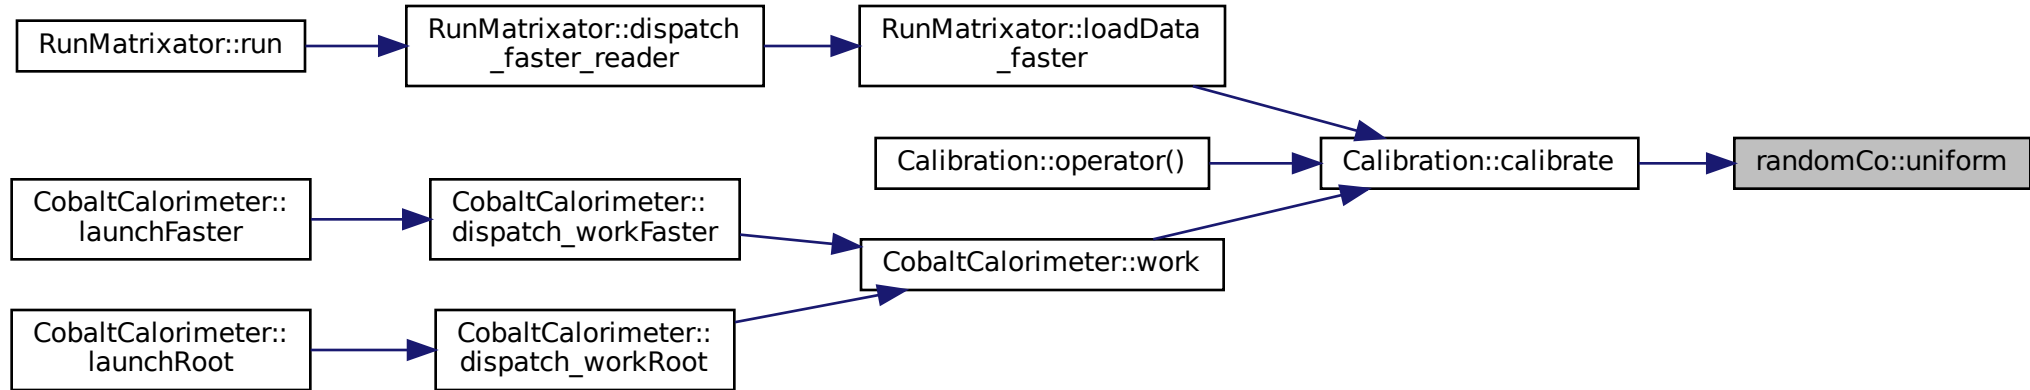 RunMatrixator::run
RunMatrixator::dispatch
_faster_reader
RunMatrixator::loadData
_faster
Calibration::operator()
Calibration::calibrate
randomCo::uniform
CobaltCalorimeter::
launchFaster
CobaltCalorimeter::
dispatch_workFaster
CobaltCalorimeter::work
CobaltCalorimeter::
launchRoot
CobaltCalorimeter::
dispatch_workRoot